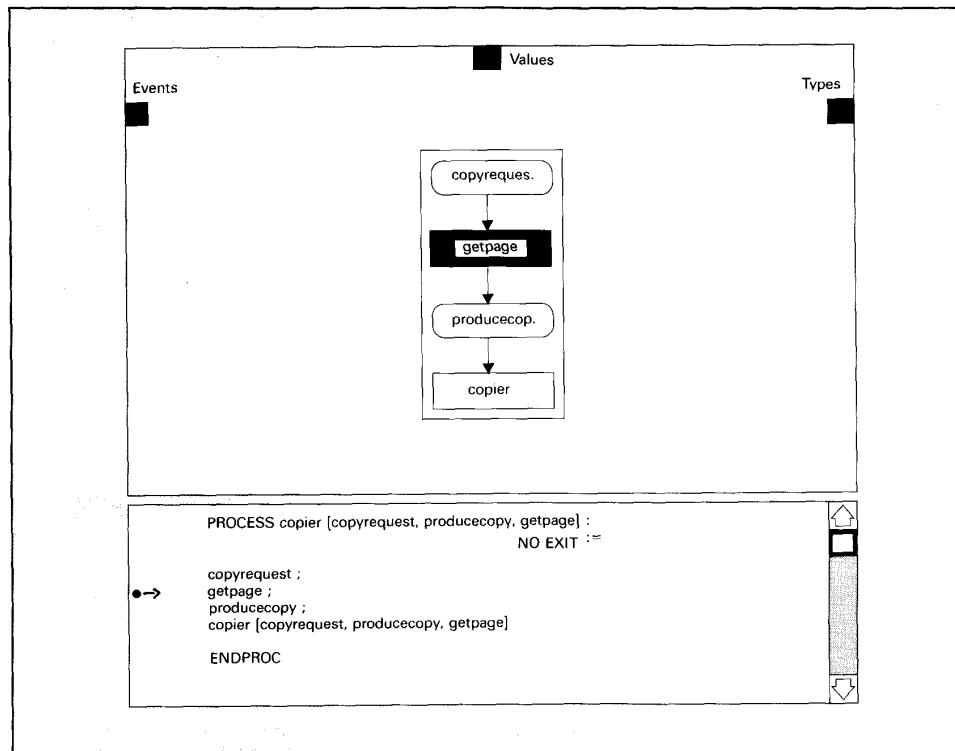 Values
Events
Types
copyreques.
getpage
producecop.
copier
PROCESS copier [copyrequest, producecopy, getpage] :
NO EXIT :=
copyrequest ;
getpage ;
producecopy ;
copier [copyrequest, producecopy, getpage]
ENDPROC